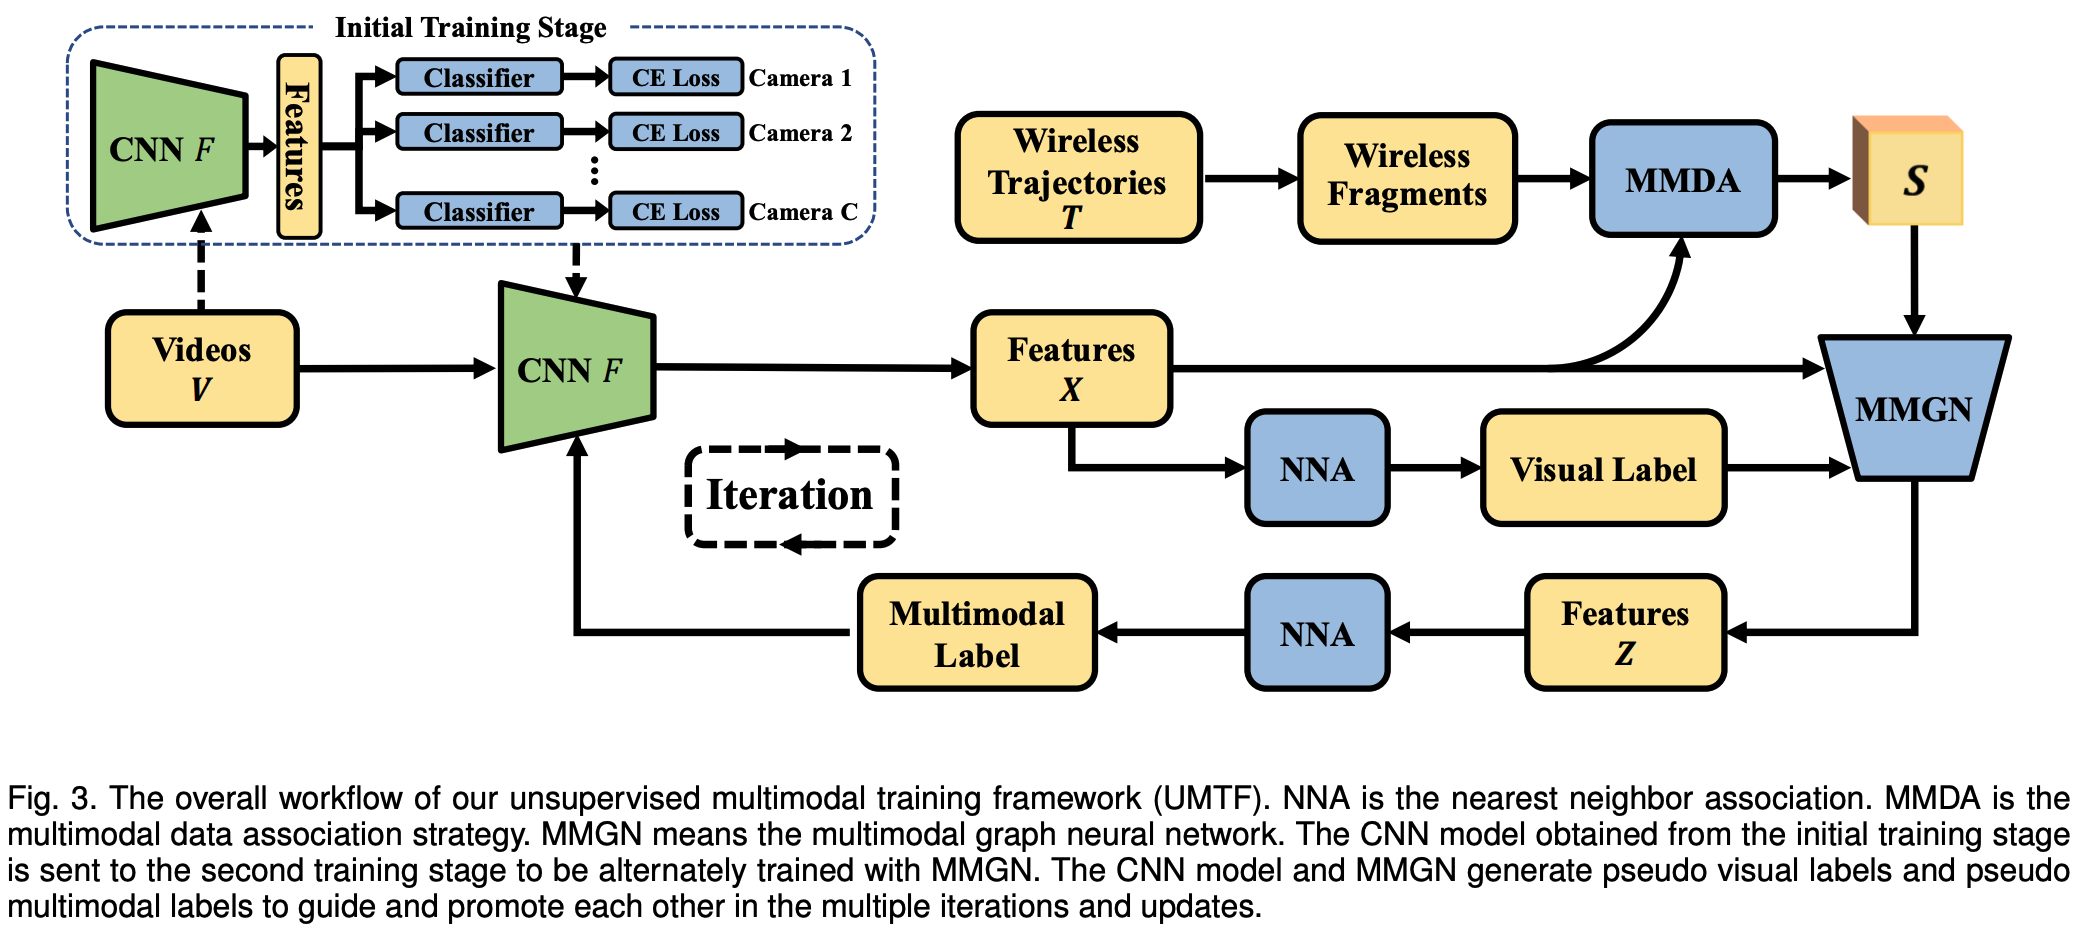 Initial Training Stage
CNN F
Features
Classifier
CE Loss
Camera 1
Classifier
CE Loss
Camera 2
Classifier
CE Loss
Camera C
Wireless
Trajectories
T
Wireless
Fragments
MMDA
S
Videos
V
CNN F
Features
X
MMGN
NNA
Visual Label
Iteration
Multimodal
Label
NNA
Features
Z
Fig. 3. The overall workflow of our unsupervised multimodal training framework (UMTF). NNA is the nearest neighbor association. MMDA is the
multimodal data association strategy. MMGN means the multimodal graph neural network. The CNN model obtained from the initial training stage
is sent to the second training stage to be alternately trained with MMGN. The CNN model and MMGN generate pseudo visual labels and pseudo
multimodal labels to guide and promote each other in the multiple iterations and updates.